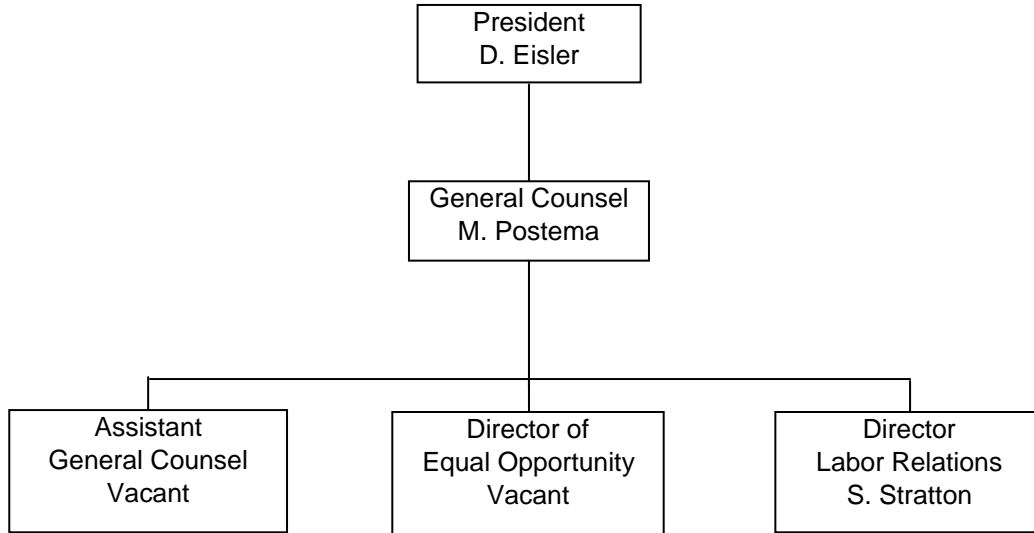 President
D. Eisler
General Counsel
M. Postema
Assistant
General Counsel
Vacant
Director of
Equal Opportunity
Vacant
Director
Labor Relations
S. Stratton